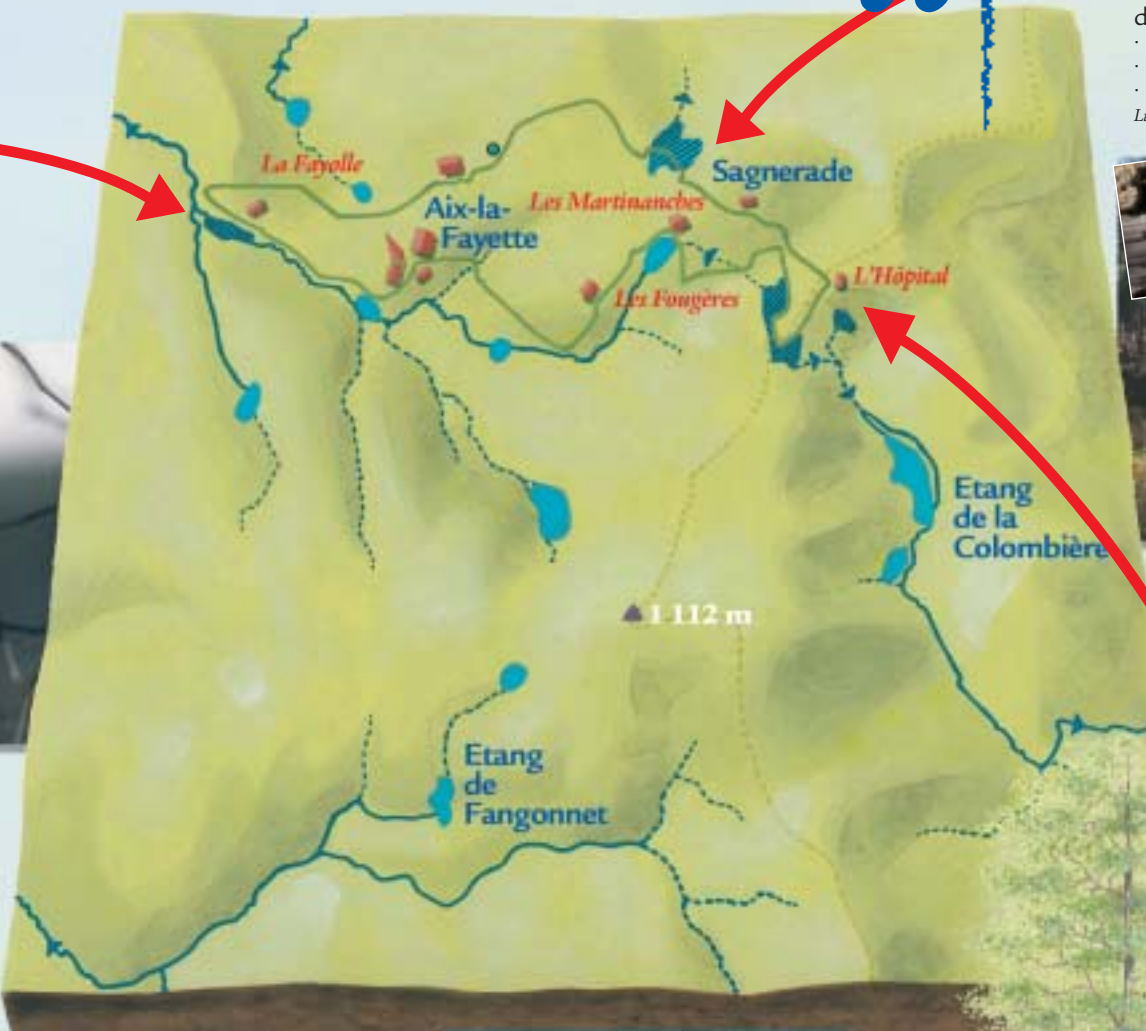 d
.
.
.
La Fayolle
Sagnerade
Les Martinanches
Aix-la-
Fayette
L'Hôpital
Les Fougères
Etang
de la
Colombière
1 112 m
Etang
de
Fangonnet